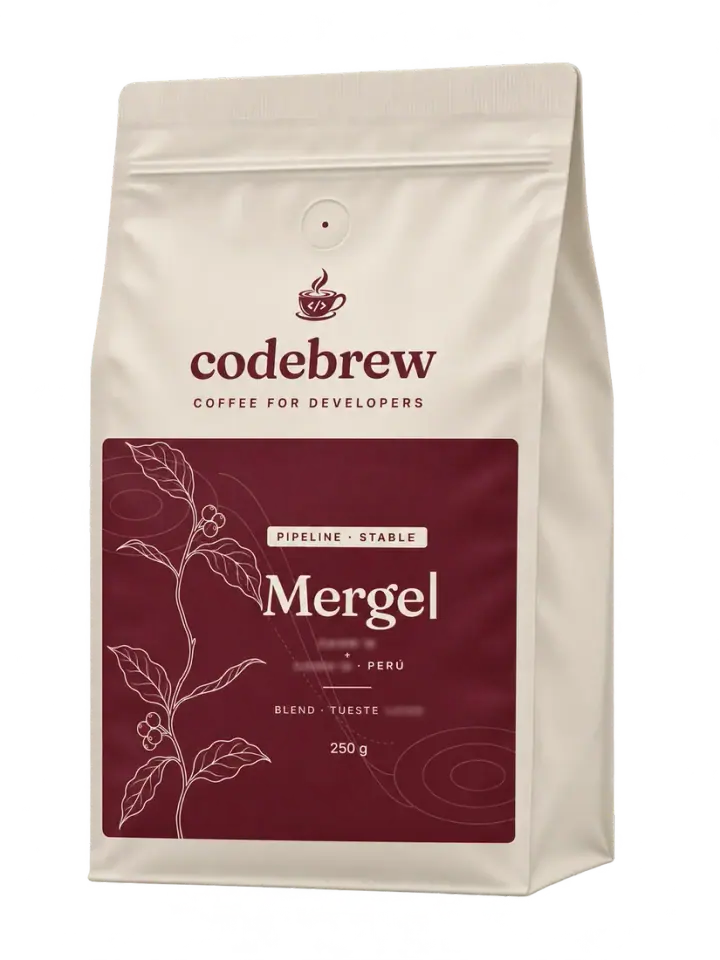 </>
codebrew
COFFEE FOR DEVELOPERS
PIPELINE · STABLE
Merge|
+
· PERÚ
BLEND · TUESTE
250 g